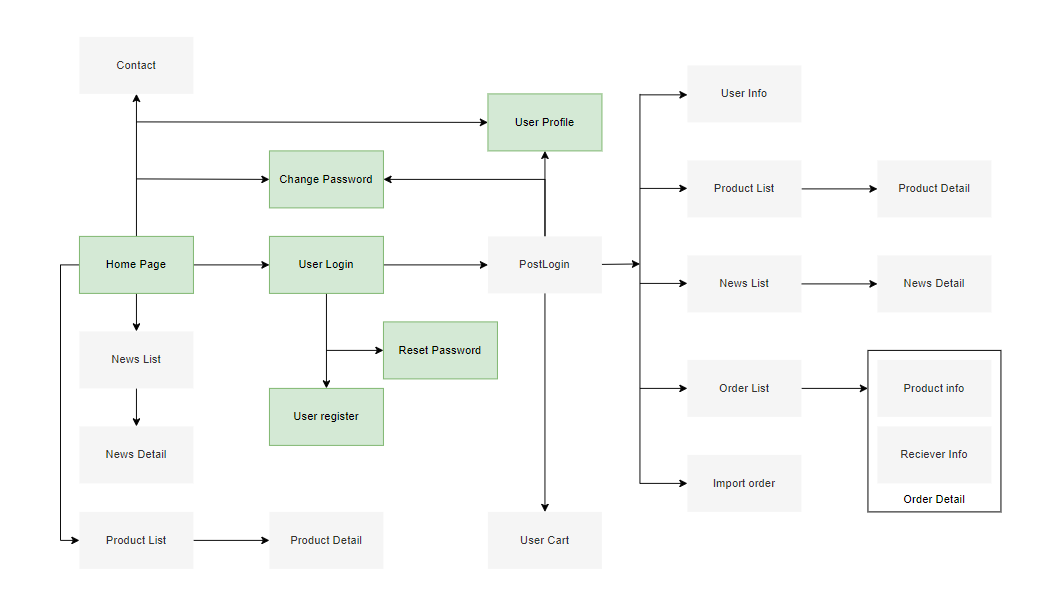 Contact
User Info
User Profile
Change Password
Product List
Product Detail
Home Page
User Login
PostLogin
News List
News Detail
Reset Password
News List
Order List
Product info
User register
News Detail
Reciever Info
Import order
Order Detail
Product List
Product Detail
User Cart